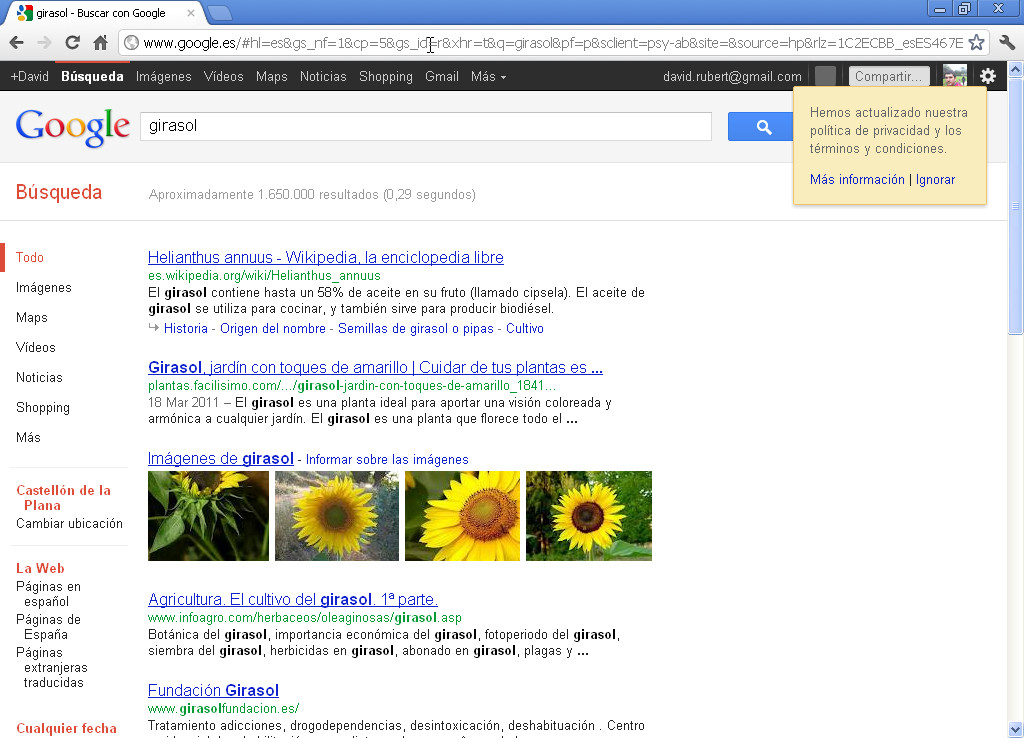 girasol - Buscar con Google
www.google.es/#hl=es&gs_nf=1&cp=5&gs_id=r&xhr=t&q=girasol&pf=p&sclient=psy-ab&site=&source=hp&rlz=1C2ECBB_esES467E
+David Búsqueda Imágenes Vídeos Maps Noticias Shopping Gmail Más david.rubert@gmail.com Compartir...
Google girasol
Hemos actualizado nuestra
política de privacidad y los
términos y condiciones.
Más información | Ignorar
Búsqueda Aproximadamente 1.650.000 resultados (0,29 segundos)
Todo
Imágenes
Maps
Vídeos
Noticias
Shopping
Más
Castellón de la
Plana
Cambiar ubicación
La Web
Páginas en
español
Páginas de
España
Páginas
extranjeras
traducidas
Cualquier fecha
Helianthus annuus - Wikipedia, la enciclopedia libre
es.wikipedia.org/wiki/Helianthus_annuus
El girasol contiene hasta un 58% de aceite en su fruto (llamado cipsela). El aceite de
girasol se utiliza para cocinar, y también sirve para producir biodiésel.
Historia - Origen del nombre - Semillas de girasol o pipas - Cultivo
Girasol, jardín con toques de amarillo | Cuidar de tus plantas es ...
plantas.facilisimo.com/.../girasol-jardin-con-toques-de-amarillo_1841...
18 Mar 2011 – El girasol es una planta ideal para aportar una visión coloreada y
armónica a cualquier jardín. El girasol es una planta que florece todo el ...
Imágenes de girasol - Informar sobre las imágenes
Agricultura. El cultivo del girasol. 1ª parte.
www.infoagro.com/herbaceos/oleaginosas/girasol.asp
Botánica del girasol, importancia económica del girasol, fotoperiodo del girasol,
siembra del girasol, herbicidas en girasol, abonado en girasol, plagas y ...
Fundación Girasol
www.girasolfundacion.es/
Tratamiento adicciones, drogodependencias, desintoxicación, deshabituación . Centro